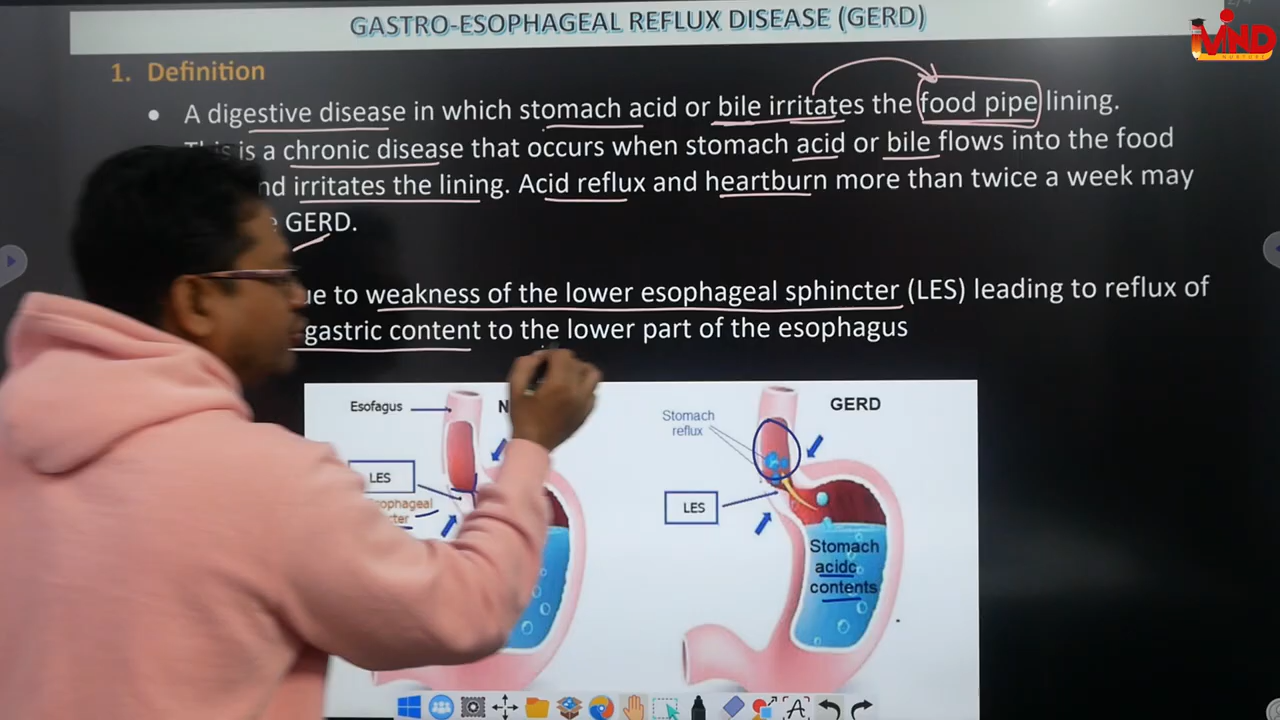 GASTRO-ESOPHAGEAL REFLUX DISEASE (GERD)
MIND
1. Definition
• A digestive disease in which stomach acid or bile irritates the food pipe lining.
is a chronic disease that occurs when stomach acid or bile flows into the food
irritates the lining. Acid reflux and heartburn more than twice a week may
GERD.
to weakness of the lower esophageal sphincter (LES) leading to reflux of
gastric content to the lower part of the esophagus
Esofagus
LES
Stomach
reflux
GERD
LES
Stomach
acidc
contents